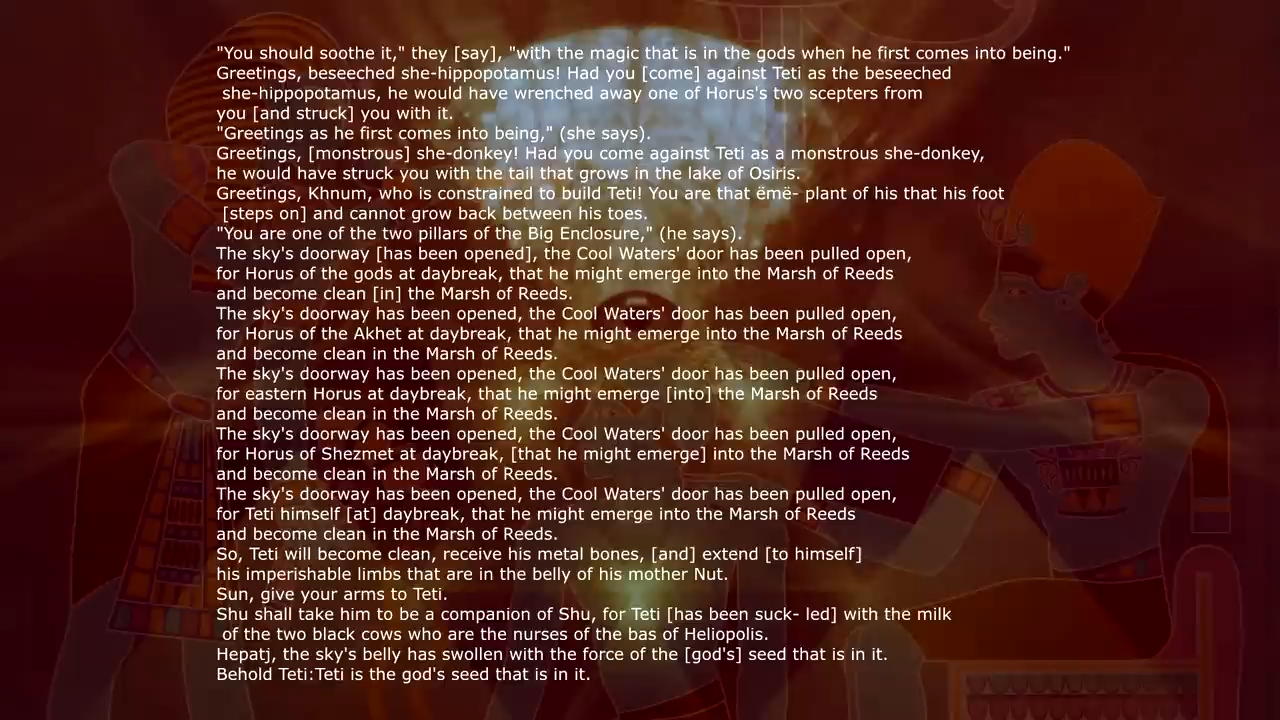 "You should soothe it," they [say], "with the magic that is in the gods when he first comes into being."
Greetings, beseeched she-hippopotamus! Had you [come] against Teti as the beseeched
she-hippopotamus, he would have wrenched away one of Horus's two scepters from
you [and struck] you with it.
"Greetings as he first comes into being," (she says).
Greetings, [monstrous] she-donkey! Had you come against Teti as a monstrous she-donkey,
he would have struck you with the tail that grows in the lake of Osiris.
Greetings, Khnum, who is constrained to build Teti! You are that ëmë- plant of his that his foot
[steps on] and cannot grow back between his toes.
"You are one of the two pillars of the Big Enclosure," (he says).
The sky's doorway [has been opened], the Cool Waters' door has been pulled open,
for Horus of the gods at daybreak, that he might emerge into the Marsh of Reeds
and become clean [in] the Marsh of Reeds.
The sky's doorway has been opened, the Cool Waters' door has been pulled open,
for Horus of the Akhet at daybreak, that he might emerge into the Marsh of Reeds
and become clean in the Marsh of Reeds.
The sky's doorway has been opened, the Cool Waters' door has been pulled open,
for eastern Horus at daybreak, that he might emerge [into] the Marsh of Reeds
and become clean in the Marsh of Reeds.
The sky's doorway has been opened, the Cool Waters' door has been pulled open,
for Horus of Shezmet at daybreak, [that he might emerge] into the Marsh of Reeds
and become clean in the Marsh of Reeds.
The sky's doorway has been opened, the Cool Waters' door has been pulled open,
for Teti himself [at] daybreak, that he might emerge into the Marsh of Reeds
and become clean in the Marsh of Reeds.
So, Teti will become clean, receive his metal bones, [and] extend [to himself]
his imperishable limbs that are in the belly of his mother Nut.
Sun, give your arms to Teti.
Shu shall take him to be a companion of Shu, for Teti [has been suck- led] with the milk
of the two black cows who are the nurses of the bas of Heliopolis.
Hepatj, the sky's belly has swollen with the force of the [god's] seed that is in it.
Behold Teti:Teti is the god's seed that is in it.